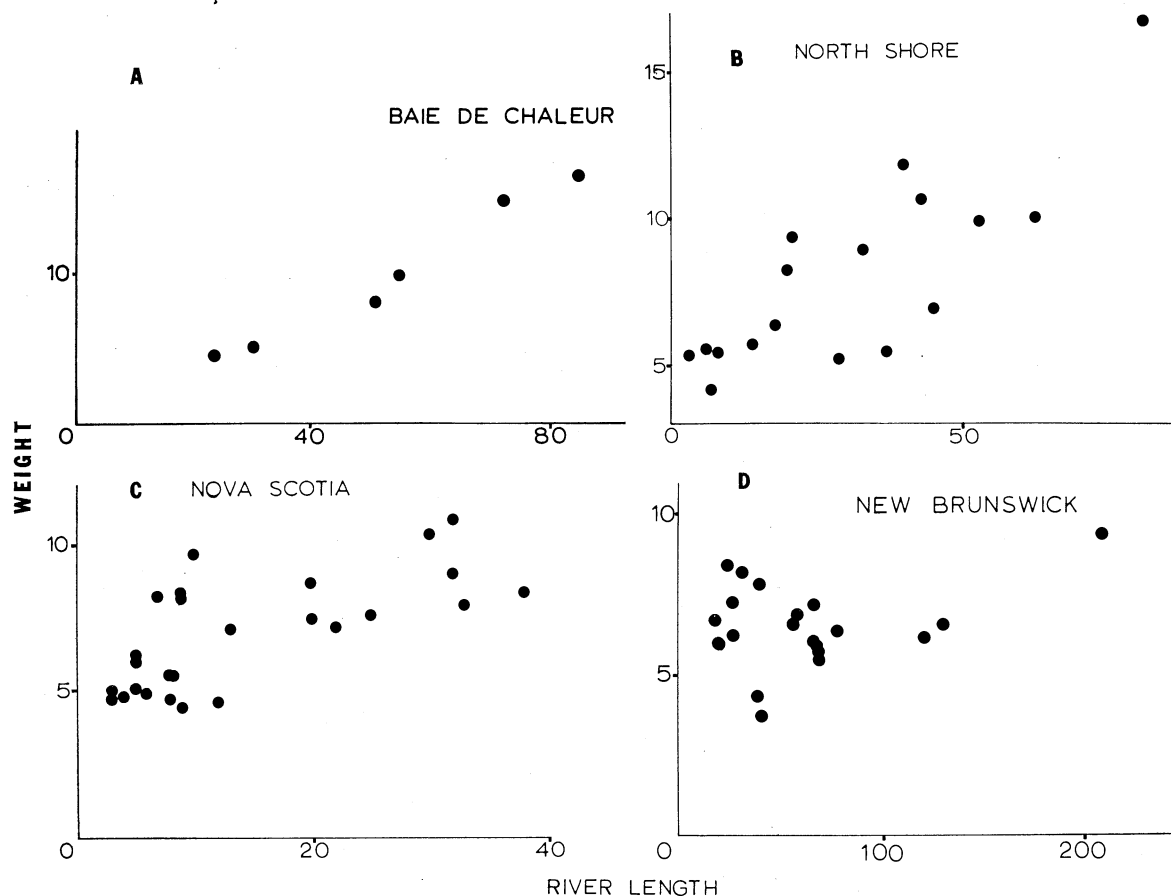 A
BAIE DE CHALEUR
10
0 40 80
B NORTH SHORE
15
10
5
0 50
WEIGHT
C NOVA SCOTIA
10
5
0 20 40
D
NEW BRUNSWICK
10
5
0 100 200
RIVER LENGTH